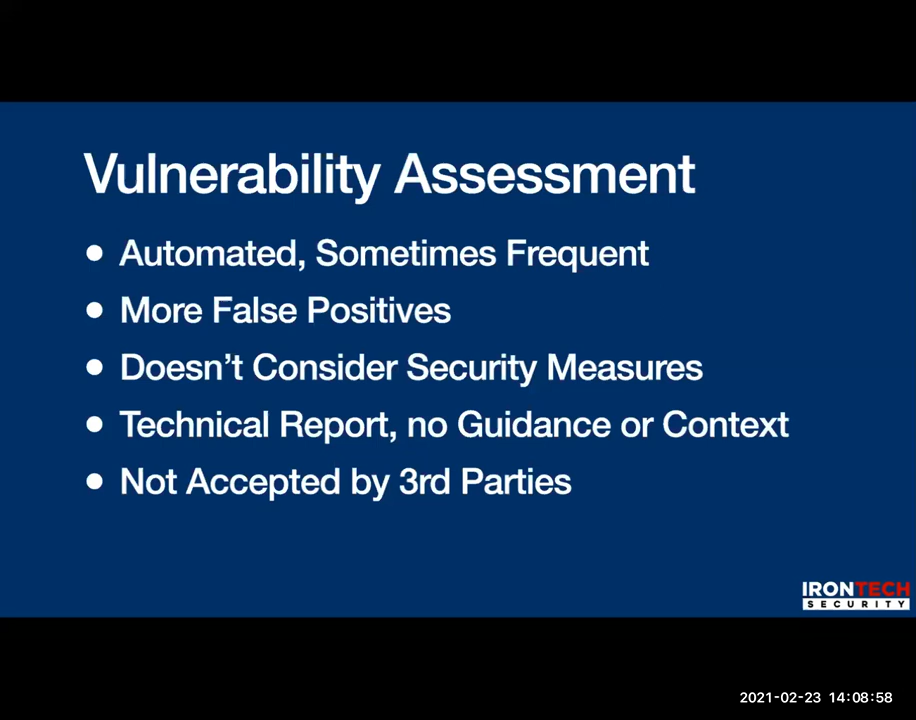 Vulnerability Assessment
● Automated, Sometimes Frequent
● More False Positives
● Doesn’t Consider Security Measures
● Technical Report, no Guidance or Context
● Not Accepted by 3rd Parties
IRONTECH
SECURITY
2021-02-23 14:08:58